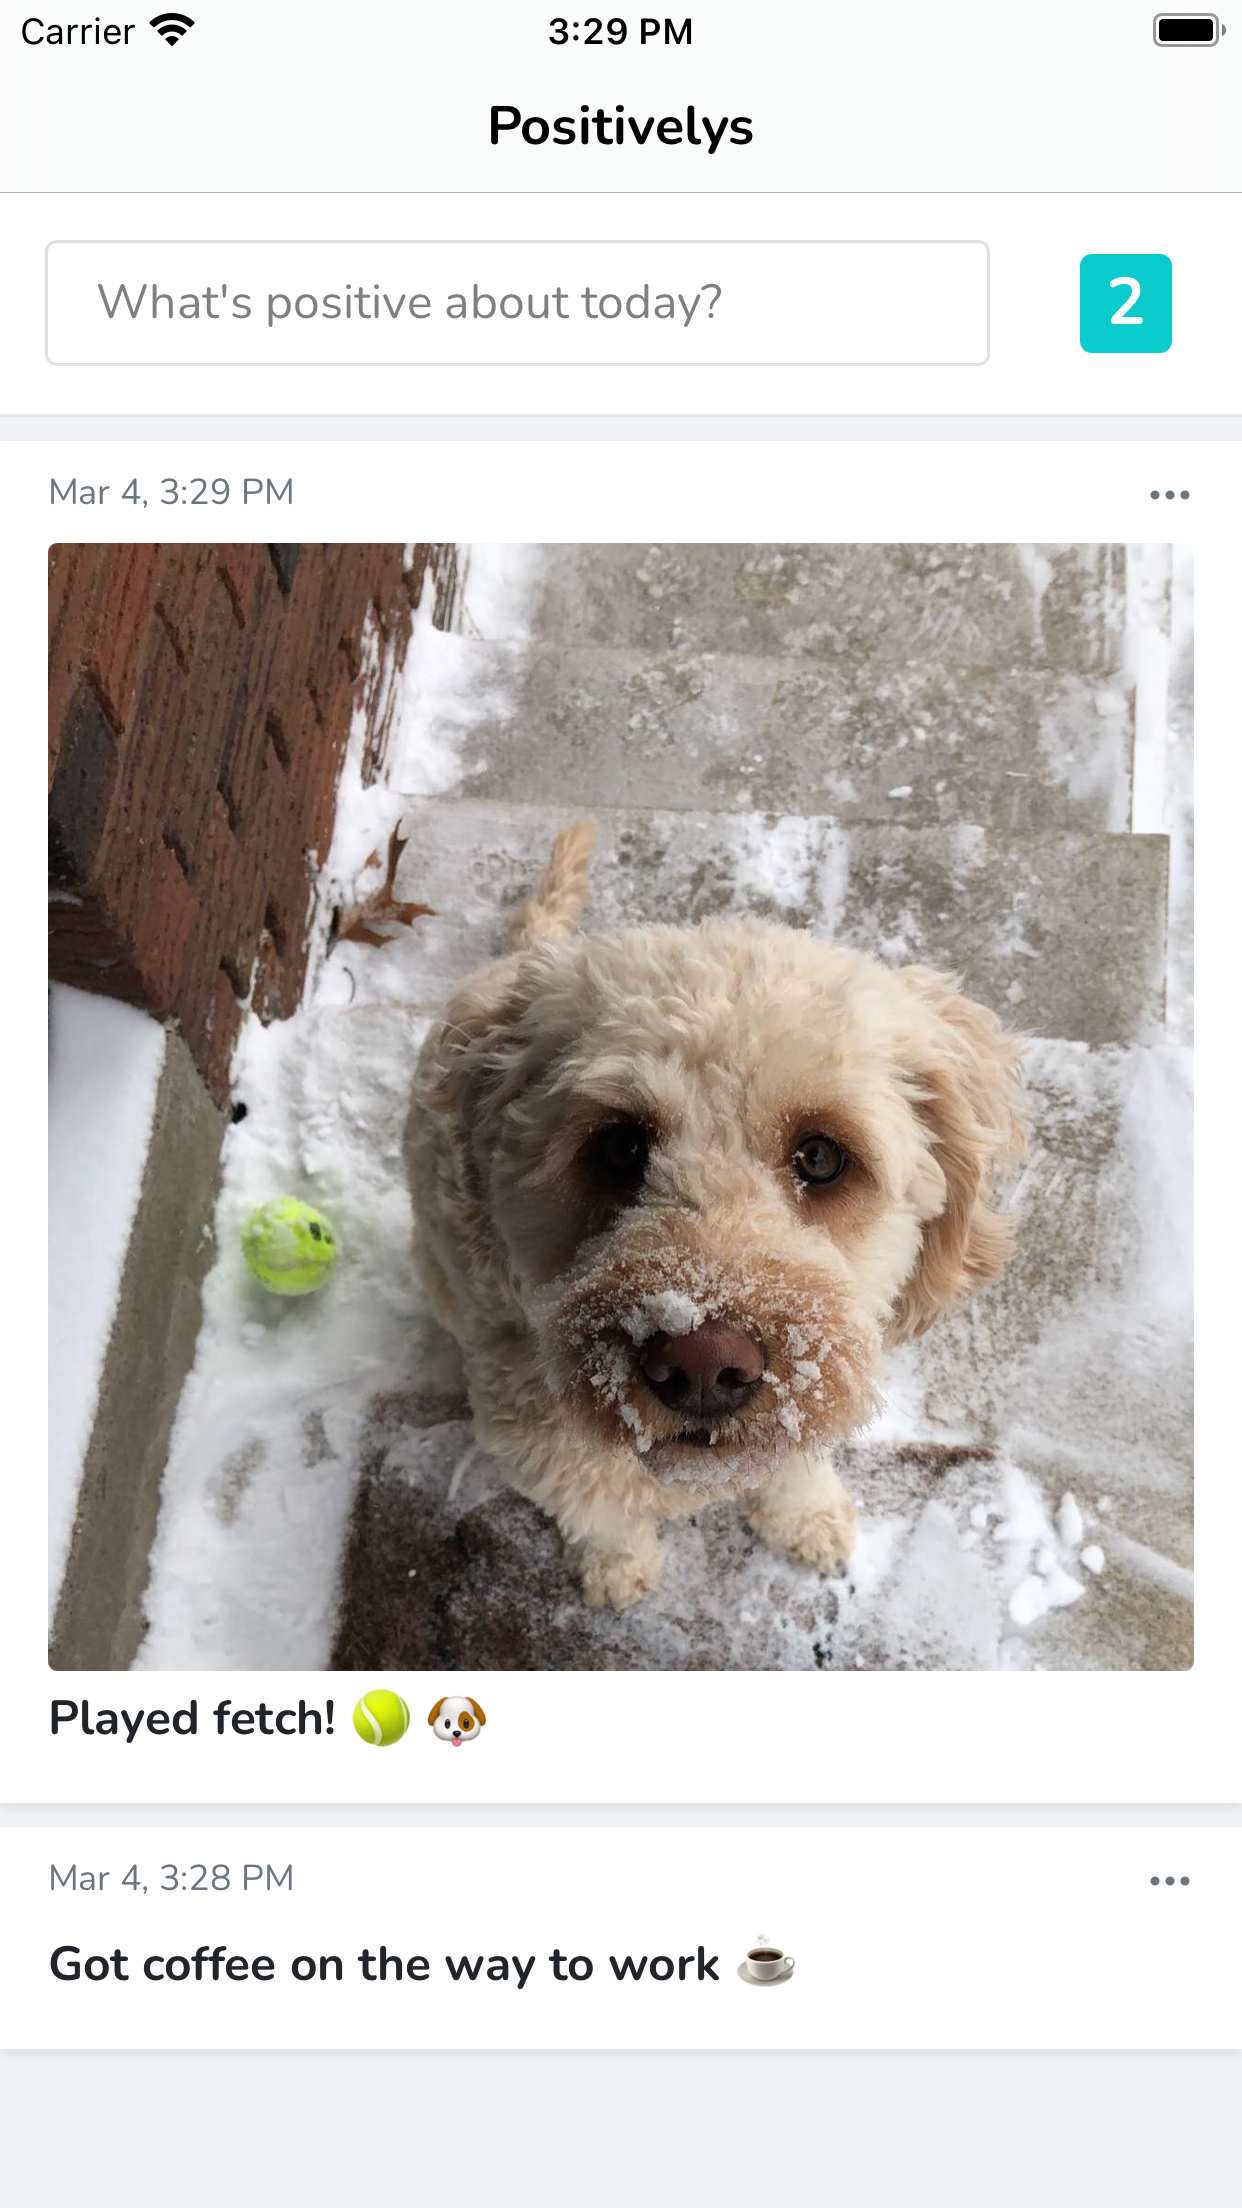 Carrier 3:29 PM
Positivelys
What's positive about today? 2
Mar 4, 3:29 PM
Played fetch! 🎾 🐶
Mar 4, 3:28 PM
Got coffee on the way to work ☕